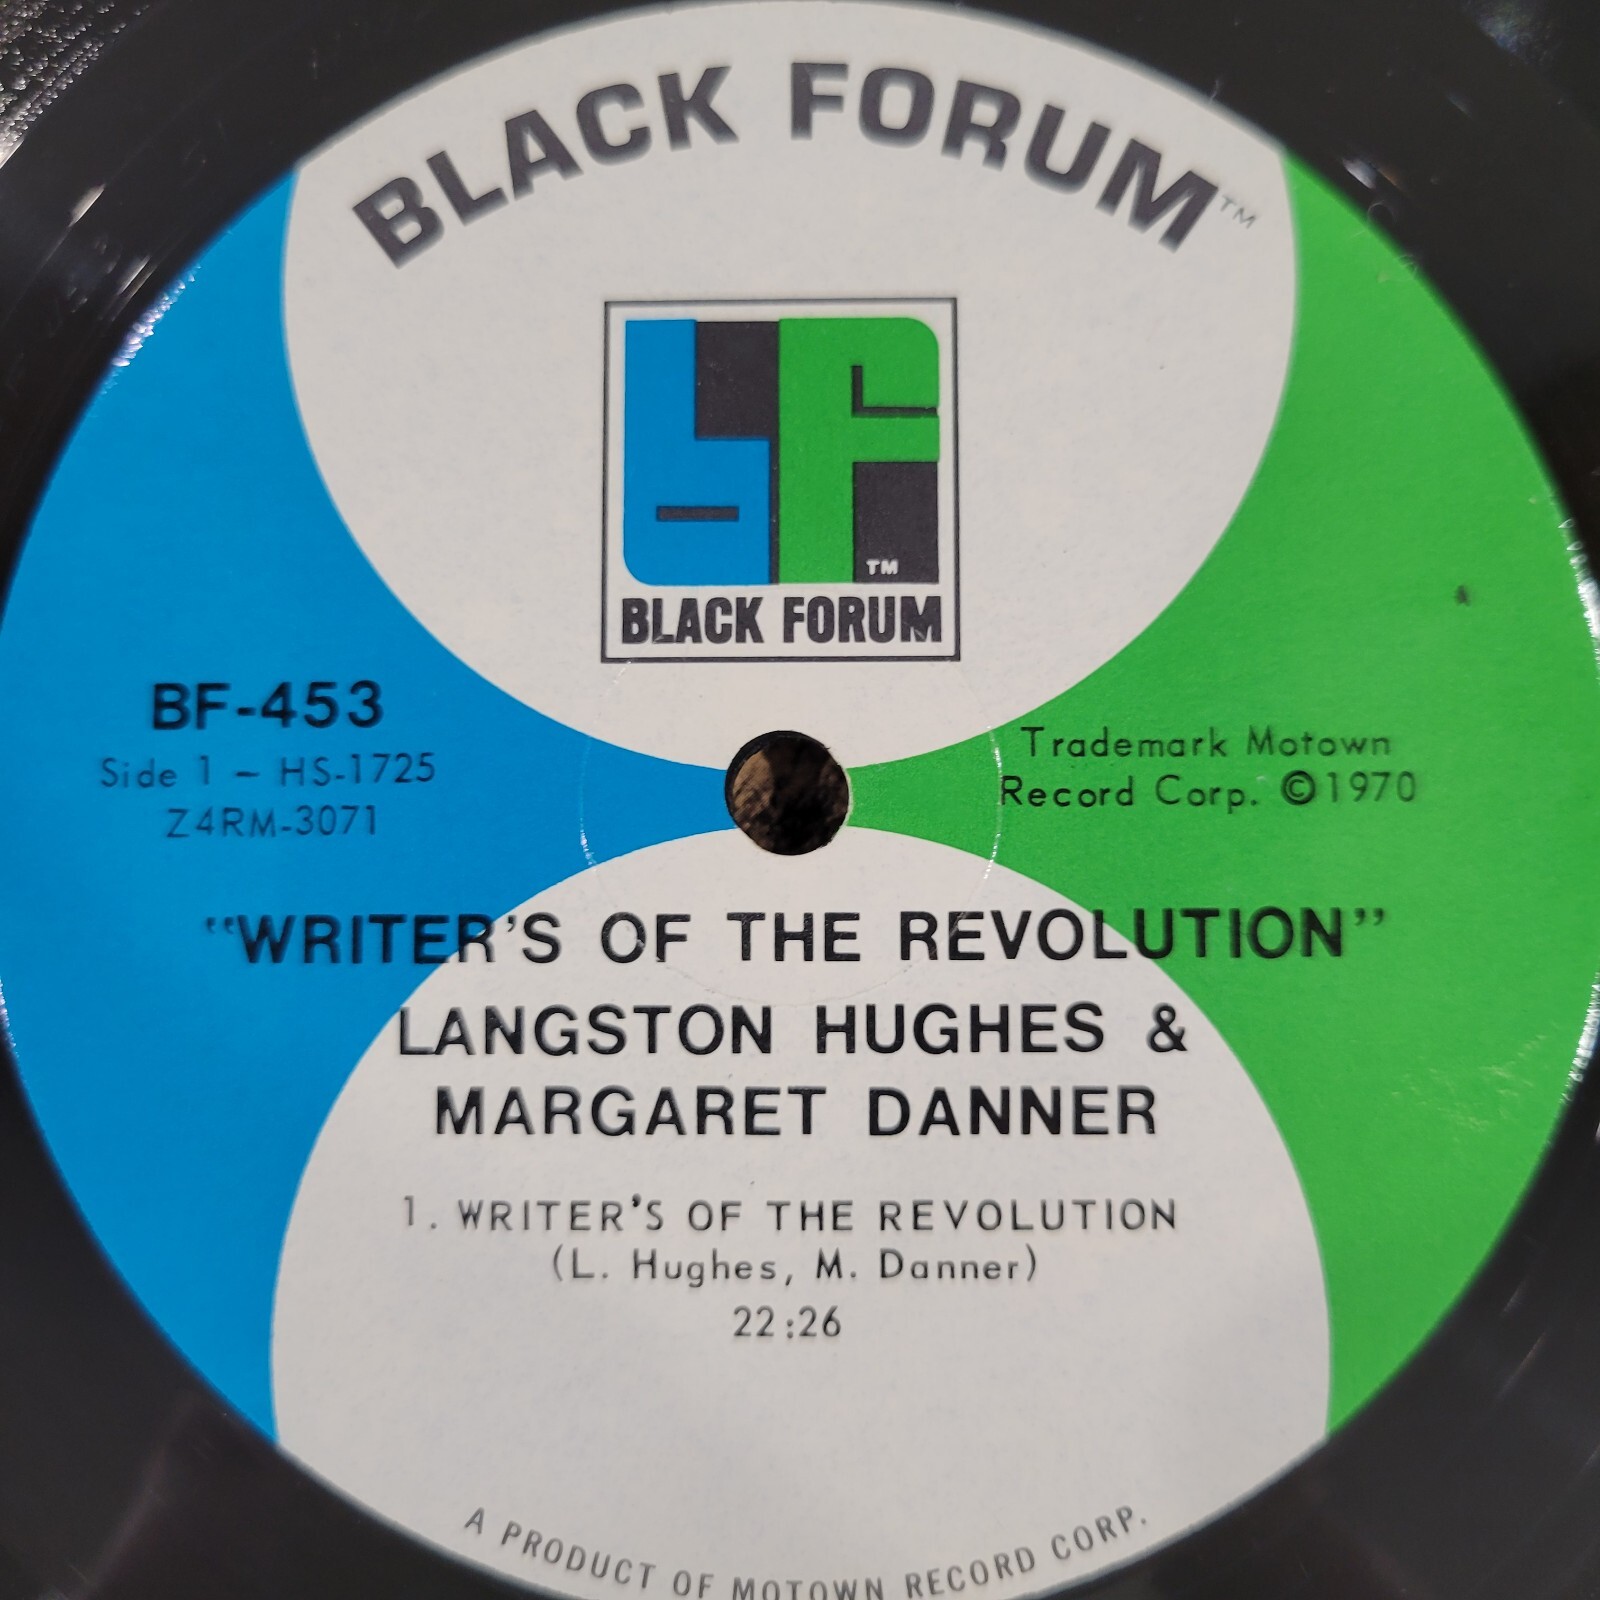 BLACK FORUM™
bf™
BLACK FORUM
BF-453
Side 1 – HS-1725
Z4RM-3071
Trademark Motown
Record Corp. ©1970
"WRITER'S OF THE REVOLUTION"
LANGSTON HUGHES &
MARGARET DANNER
1. WRITER'S OF THE REVOLUTION
(L. Hughes, M. Danner)
22:26
A PRODUCT OF MOTOWN RECORD CORP.